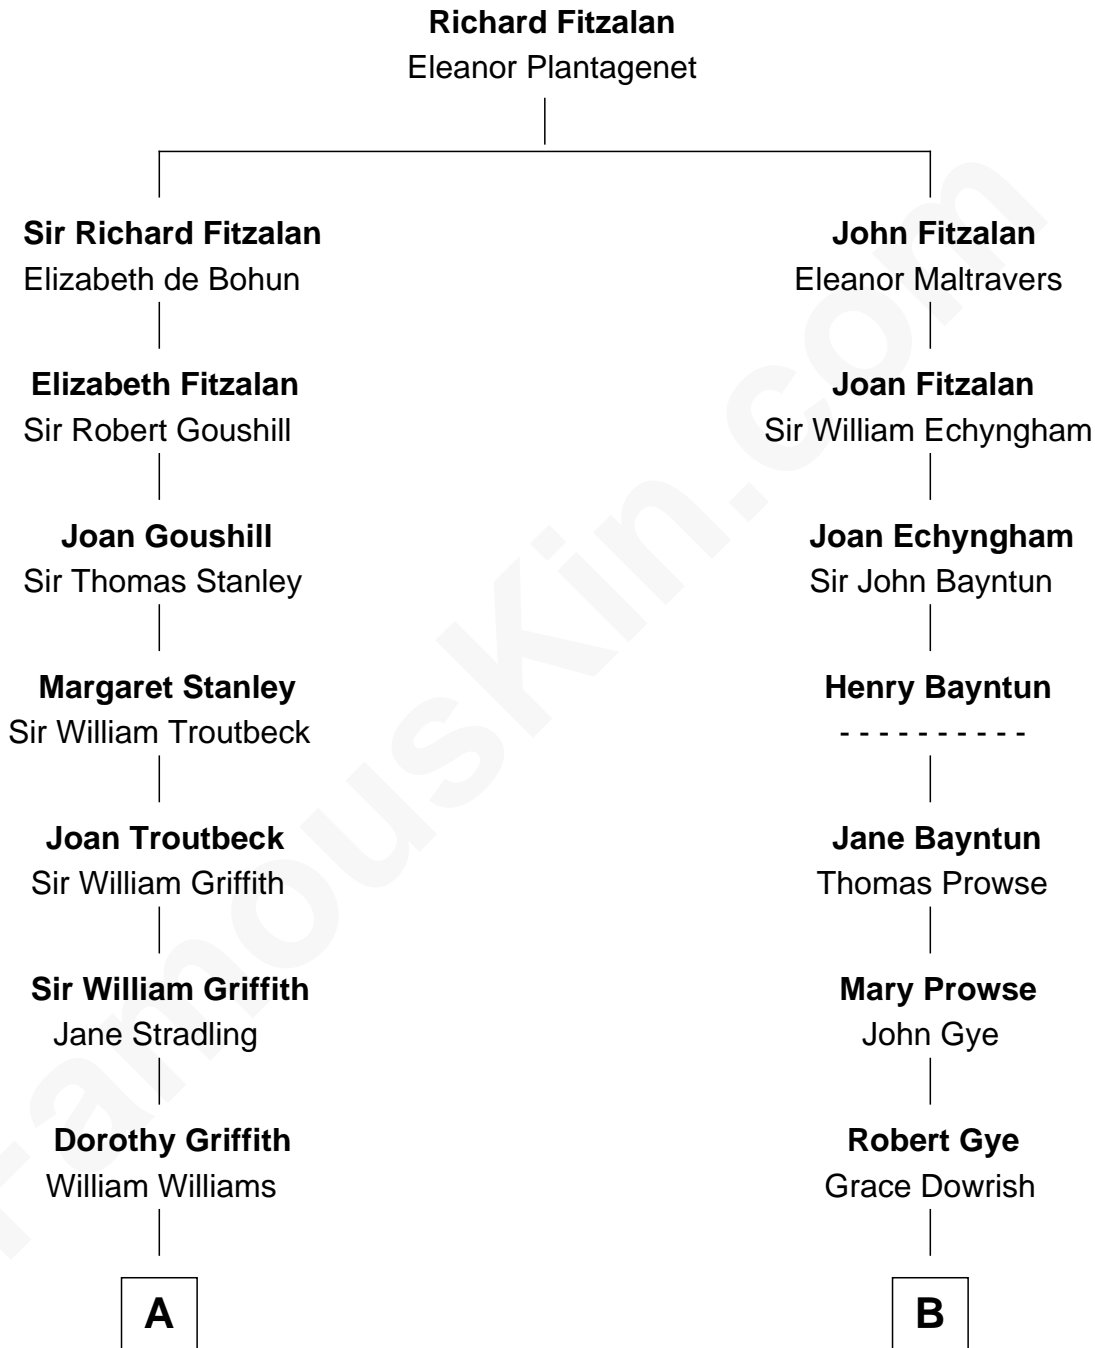 Richard Fitzalan
Eleanor Plantagenet
Sir Richard Fitzalan
Elizabeth de Bohun
Elizabeth Fitzalan
Sir Robert Goushill
Joan Goushill
Sir Thomas Stanley
Margaret Stanley
Sir William Troutbeck
Joan Troutbeck
Sir William Griffith
Sir William Griffith
Jane Stradling
Dorothy Griffith
William Williams
A
John Fitzalan
Eleanor Maltravers
Joan Fitzalan
Sir William Echyngham
Joan Echyngham
Sir John Bayntun
Henry Bayntun
- - - - - - - - - -
Jane Bayntun
Thomas Prowse
Mary Prowse
John Gye
Robert Gye
Grace Dowrish
B
FamousKin.com